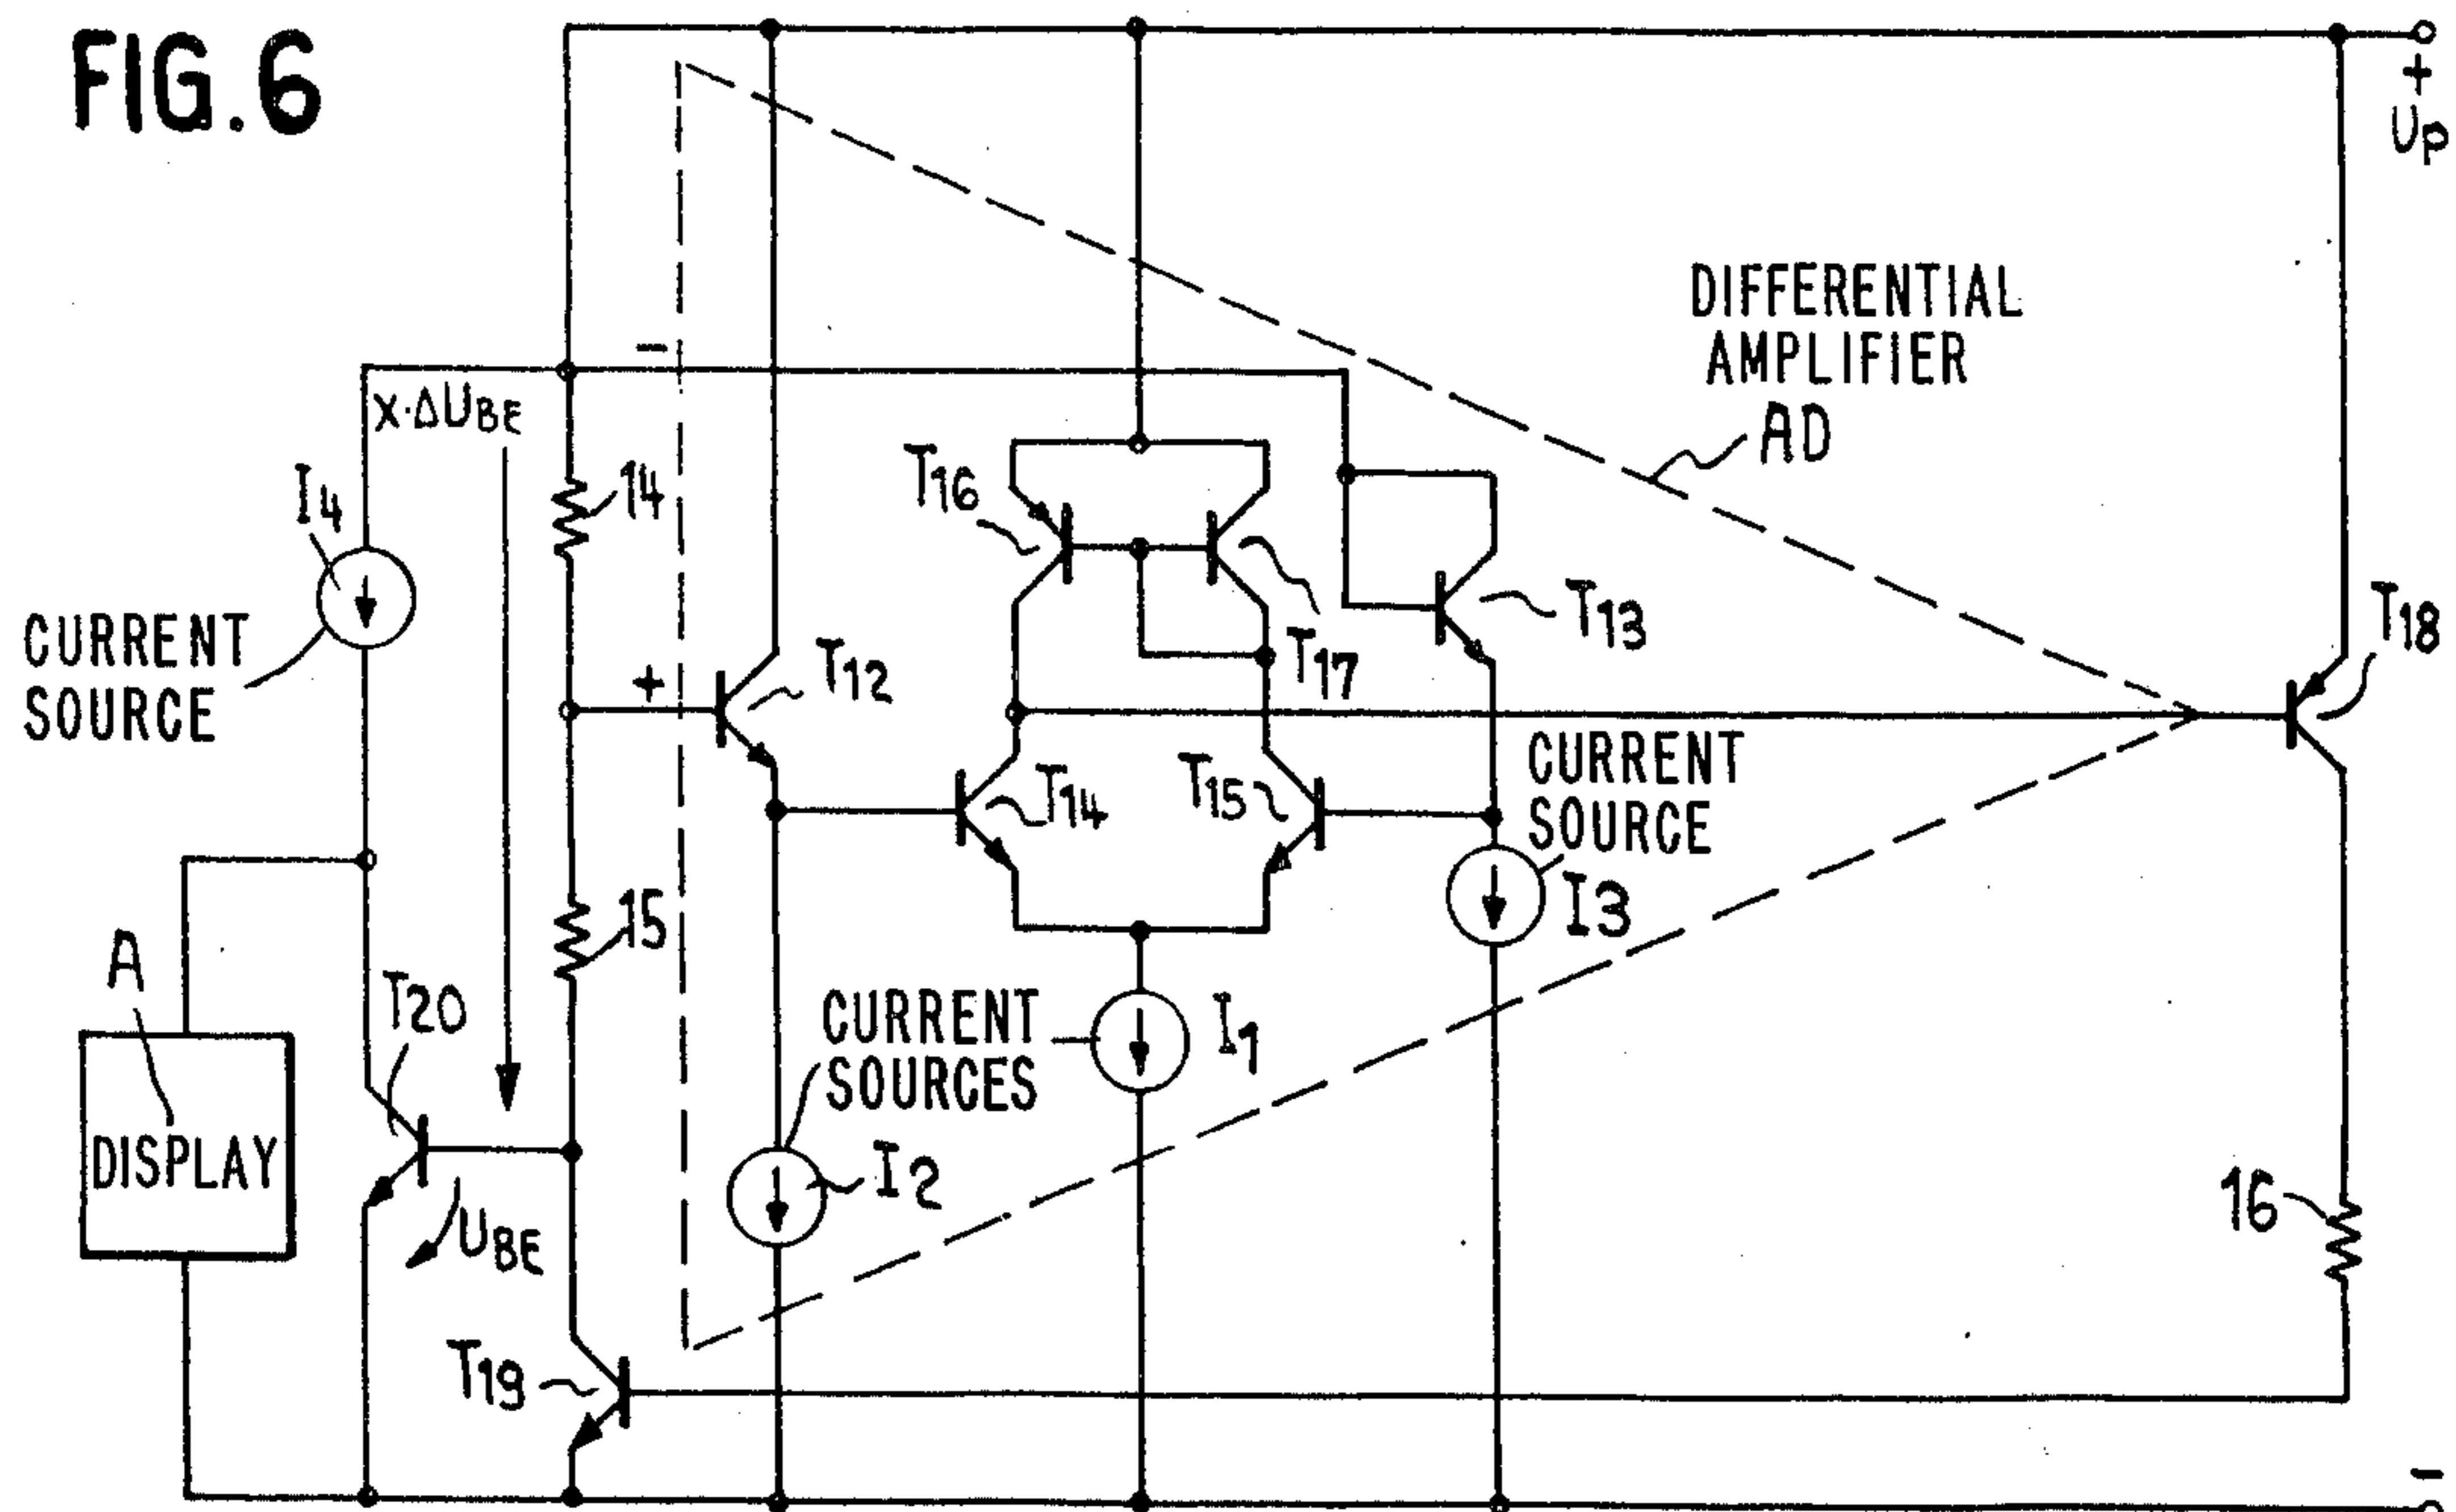 FIG.6
+
UP
DIFFERENTIAL
AMPLIFIER
AD
-
X·ΔUBE
I4
14
T16
CURRENT
SOURCE
T12
+
T17
T13
T18
T14
T15
CURRENT
SOURCE
I3
15
A
T20
CURRENT
SOURCES
I1
DISPLAY
I2
UBE
16
T19
-